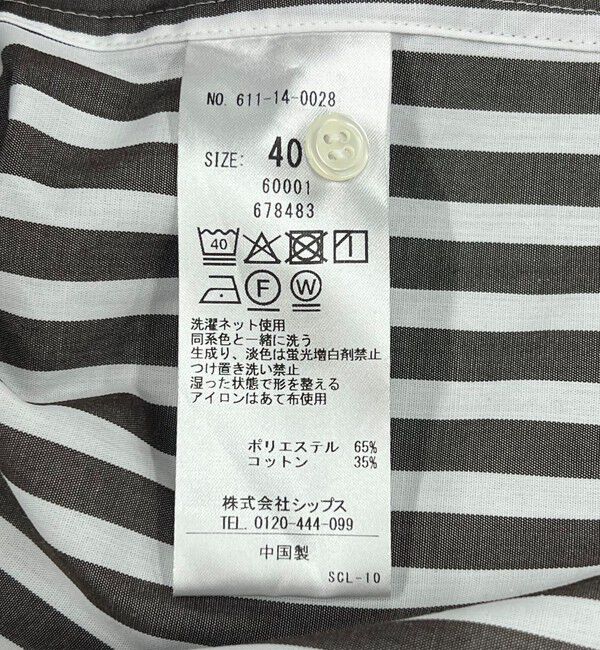 NO. 611-14-0028
SIZE: 40
60001
678483
40
F W
洗濯ネット使用
同系色と一緒に洗う
生成り、淡色は蛍光増白剤禁止
つけ置き洗い禁止
湿った状態で形を整える
アイロンはあて布使用
ポリエステル 65%
コットン 35%
株式会社シップス
TEL. 0120-444-099
中国製
SCL-10